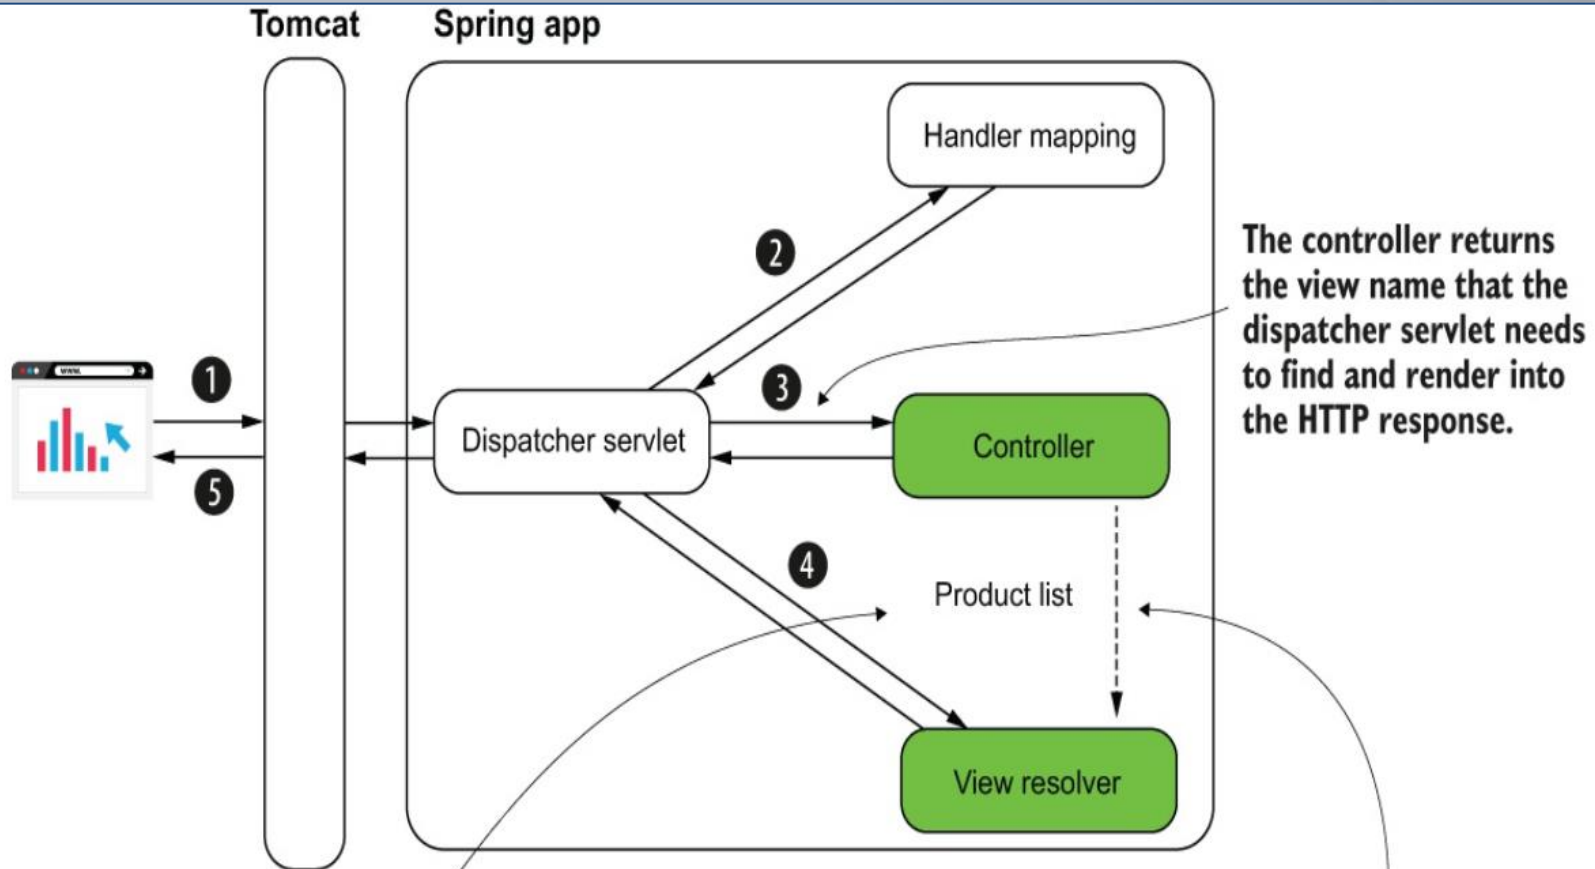 Tomcat
Spring app
Handler mapping
2
The controller returns
the view name that the
dispatcher servlet needs
to find and render into
the HTTP response.
www.
1
3
Dispatcher servlet
Controller
5
4
Product list
View resolver